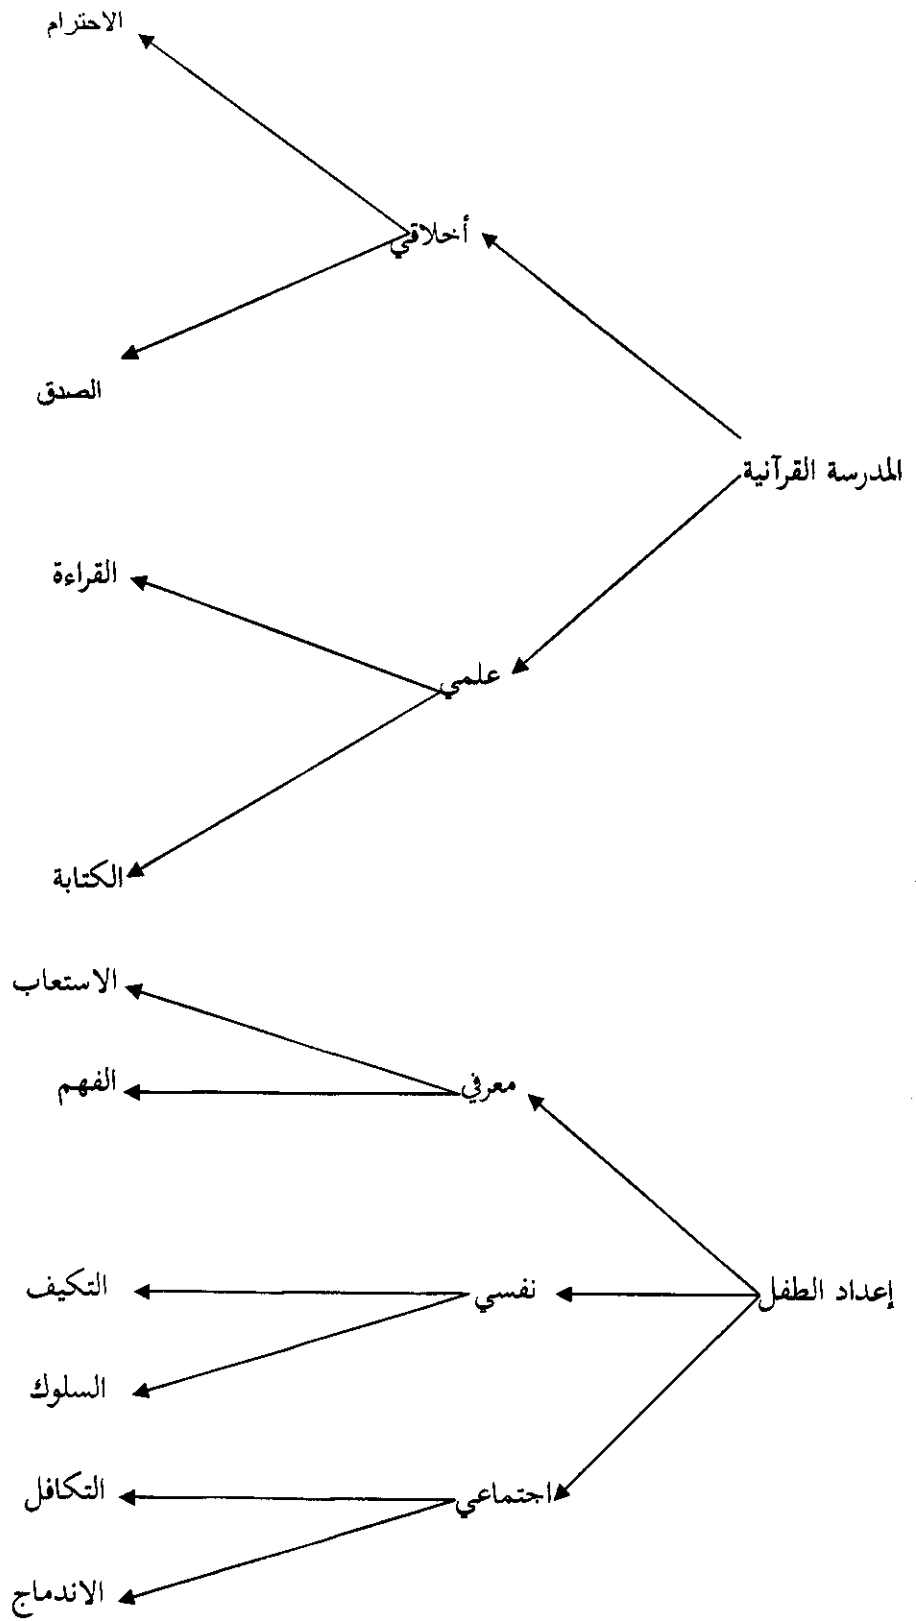 الاحترام
أخلاقي
الصدق
المدرسة القرآنية
القراءة
علمي
الكتابة
الاستعاب
معرفي
الفهم
إعداد الطفل
نفسي
التكيف
السلوك
اجتماعي
التكافل
الاندماج